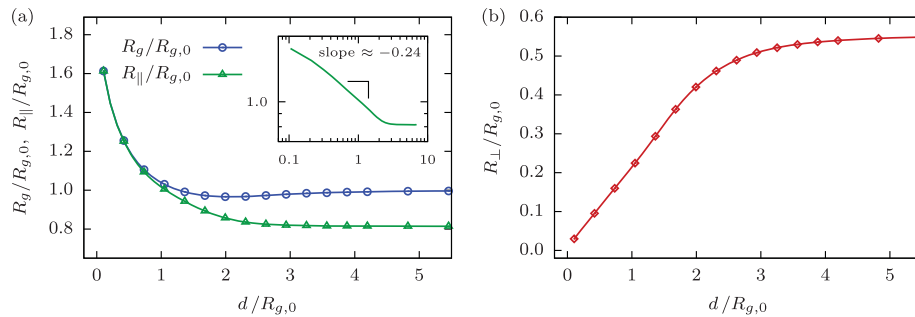 (a)
1.8
1.6
1.4
1.2
1.0
0.8
R_g/R_{g,0}, R_∥/R_{g,0}
R_g/R_{g,0}
R_∥/R_{g,0}
slope ≈ −0.24
1.0
0.1 1 10
0 1 2 3 4 5
d/R_{g,0}
(b)
0.6
0.5
0.4
0.3
0.2
0.1
0.0
R_⊥/R_{g,0}
0 1 2 3 4 5
d/R_{g,0}